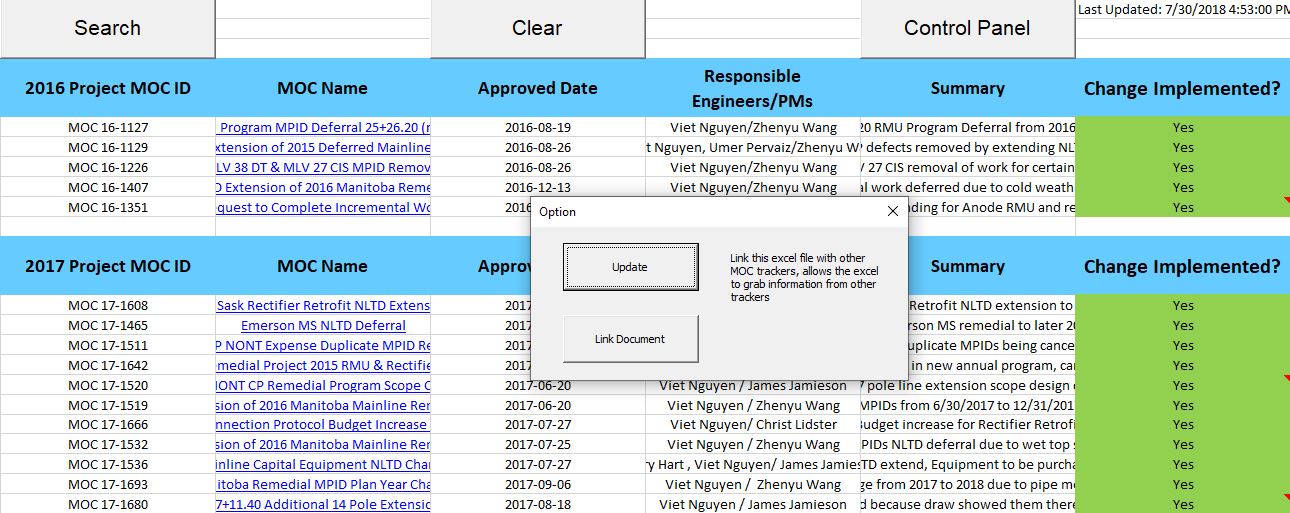 Search Clear Control Panel Last Updated: 7/30/2018 4:53:00 PM
2016 Project MOC ID MOC Name Approved Date Responsible Engineers/PMs Summary Change Implemented?
MOC 16-1127 Program MPID Deferral 25+26.20 ( 2016-08-19 Viet Nguyen/Zhenyu Wang 20 RMU Program Deferral from 2016 Yes
MOC 16-1129 xtension of 2015 Deferred Mainline 2016-08-26 t Nguyen, Umer Pervaiz/Zhenyu W defects removed by extending NLT Yes
MOC 16-1226 LV 38 DT & MLV 27 CIS MPID Remov 2016-08-26 Viet Nguyen/Zhenyu Wang 27 CIS removal of work for certain Yes
MOC 16-1407 Extension of 2016 Manitoba Reme 2016-12-13 Viet Nguyen/Zhenyu Wang al work deferred due to cold weath Yes
MOC 16-1351 quest to Complete Incremental Wo 2016 nding for Anode RMU and re Yes
Option
Update
Link this excel file with other
MOC trackers, allows the excel
to grab information from other
trackers
Link Document
2017 Project MOC ID MOC Name Approv Summary Change Implemented?
MOC 17-1608 Sask Rectifier Retrofit NLTD Extens 2017 Retrofit NLTD extension to Yes
MOC 17-1465 Emerson MS NLTD Deferral 2017 rson MS remedial to later 20 Yes
MOC 17-1511 P NONT Expense Duplicate MPID Re 2017 uplicate MPIDs being cance Yes
MOC 17-1642 emedial Project 2015 RMU & Rectifie 2017 in new annual program, ca Yes
MOC 17-1520 IONT CP Remedial Program Scope C 2017-06-20 Viet Nguyen / James Jamieson 7 pole line extension scope design Yes
MOC 17-1519 sion of 2016 Manitoba Mainline Rer 2017-06-20 Viet Nguyen / Zhenyu Wang MPIDs from 6/30/2017 to 12/31/201 Yes
MOC 17-1666 nnection Protocol Budget Increase 2017-07-27 Viet Nguyen/ Christ Lidster udget increase for Rectifier Retrofi Yes
MOC 17-1532 sion of 2016 Manitoba Mainline Rer 2017-07-25 Viet Nguyen / Zhenyu Wang PIDs NLTD deferral due to wet top s Yes
MOC 17-1536 inline Capital Equipment NLTD Cha 2017-07-27 ry Hart , Viet Nguyen/ James Jamies TD extend, Equipment to be purcha Yes
MOC 17-1693 itoba Remedial MPID Plan Year Cha 2017-09-06 Viet Nguyen / Zhenyu Wang ge from 2017 to 2018 due to pipe m Yes
MOC 17-1680 7+11.40 Additional 14 Pole Extensio 2017-08-18 Viet Nguyen/ James Jamieson d because draw showed them there Yes